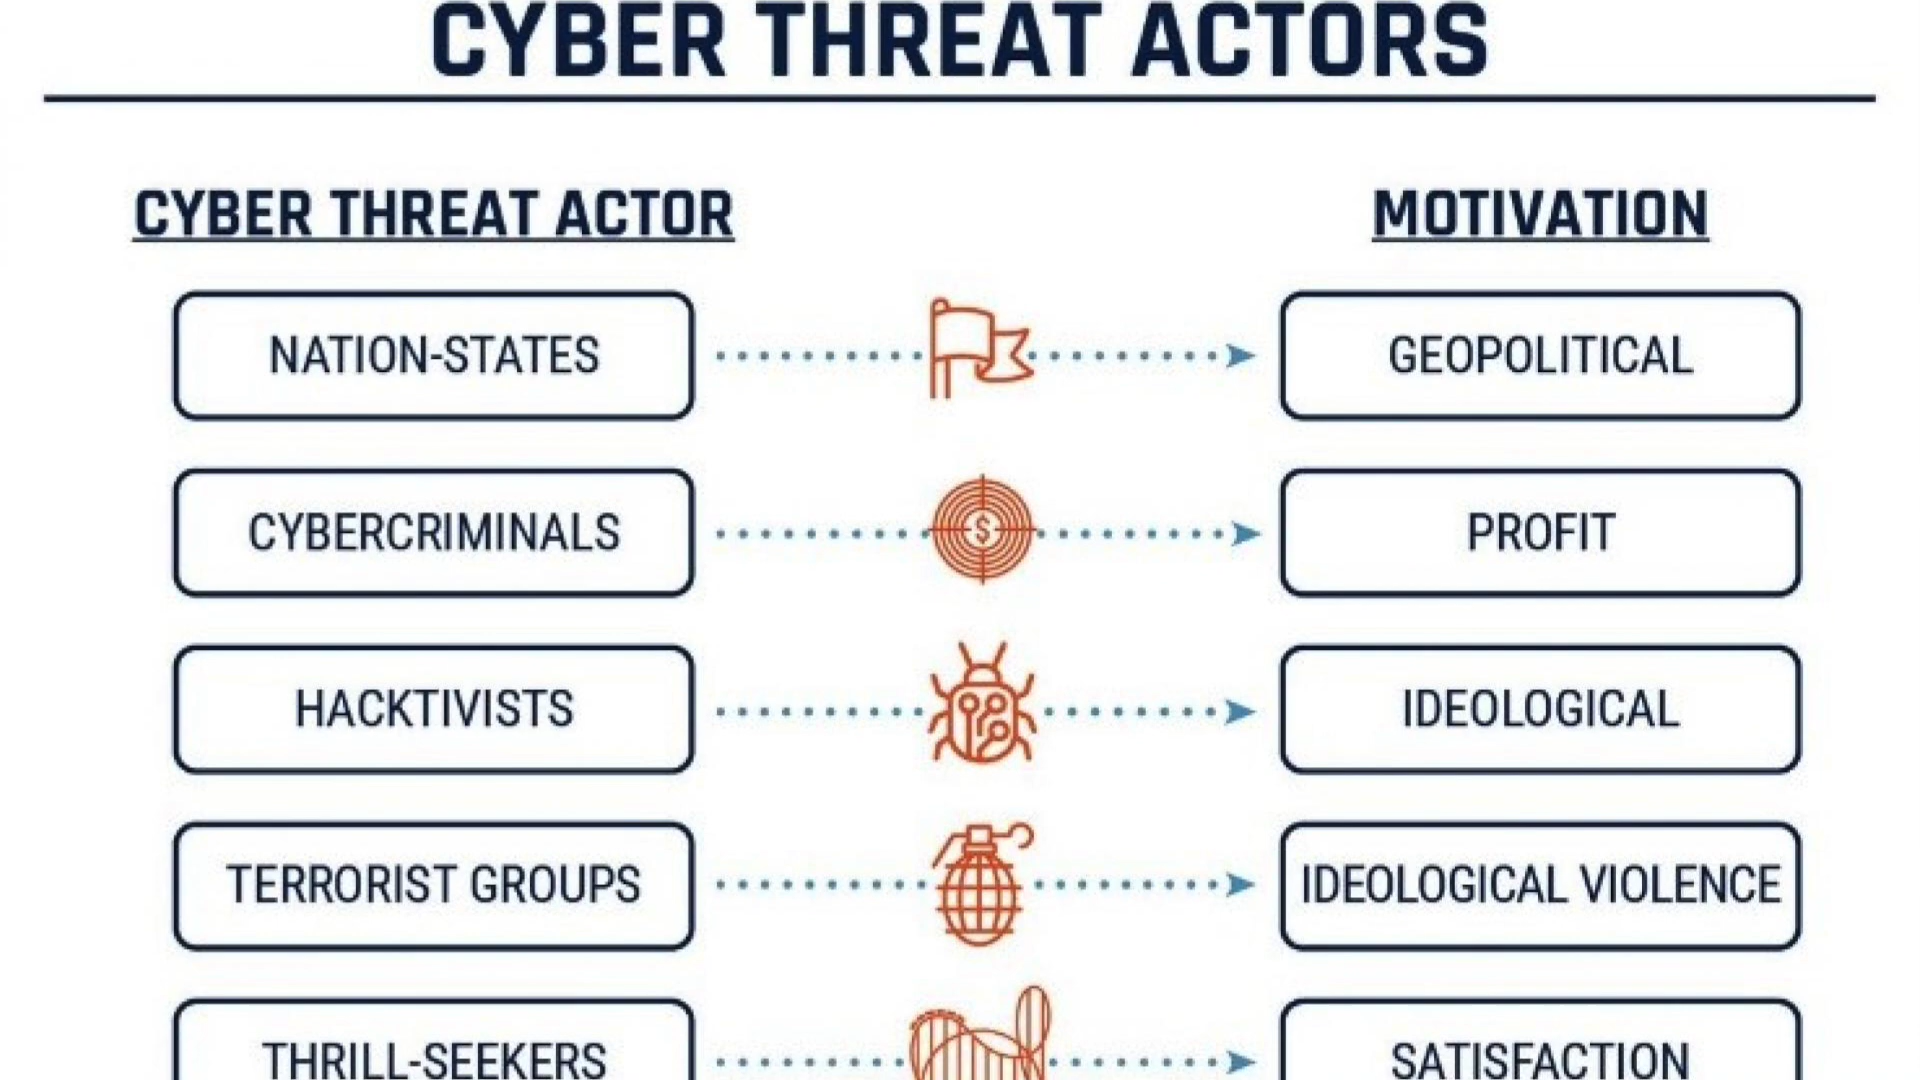 CYBER THREAT ACTORS
CYBER THREAT ACTOR
MOTIVATION
NATION-STATES
GEOPOLITICAL
CYBERCRIMINALS
$
PROFIT
HACKTIVISTS
IDEOLOGICAL
TERRORIST GROUPS
IDEOLOGICAL VIOLENCE
THRILL-SEEKERS
SATISFACTION